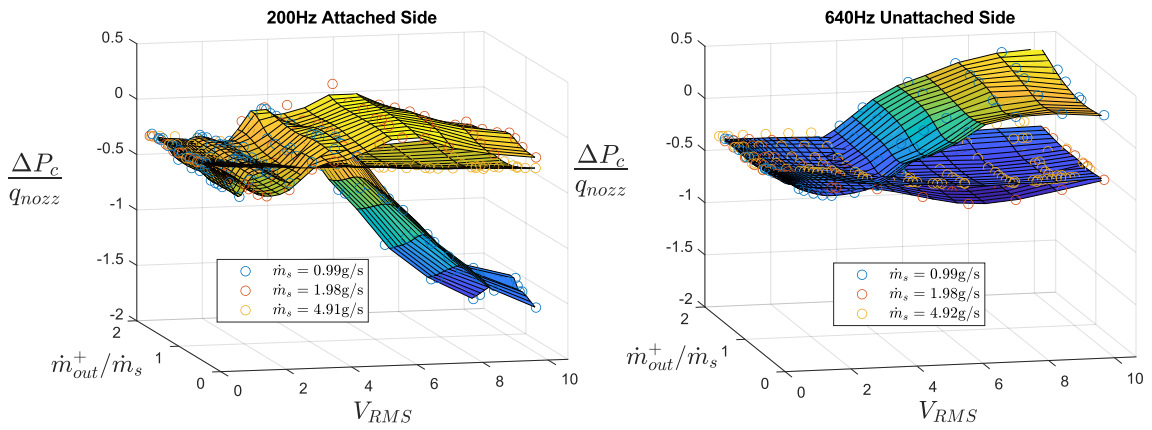 200Hz Attached Side
0.5
0
-0.5
-1
-1.5
-2
ΔP_c / q_nozz
2
1
0
ṁ⁺_out/ṁ_s
0
2
4
6
8
10
V_RMS
ṁ_s = 0.99g/s
ṁ_s = 1.98g/s
ṁ_s = 4.91g/s
640Hz Unattached Side
0.5
0
-0.5
-1
-1.5
-2
ΔP_c / q_nozz
2
1
0
ṁ⁺_out/ṁ_s
0
2
4
6
8
10
V_RMS
ṁ_s = 0.99g/s
ṁ_s = 1.98g/s
ṁ_s = 4.92g/s